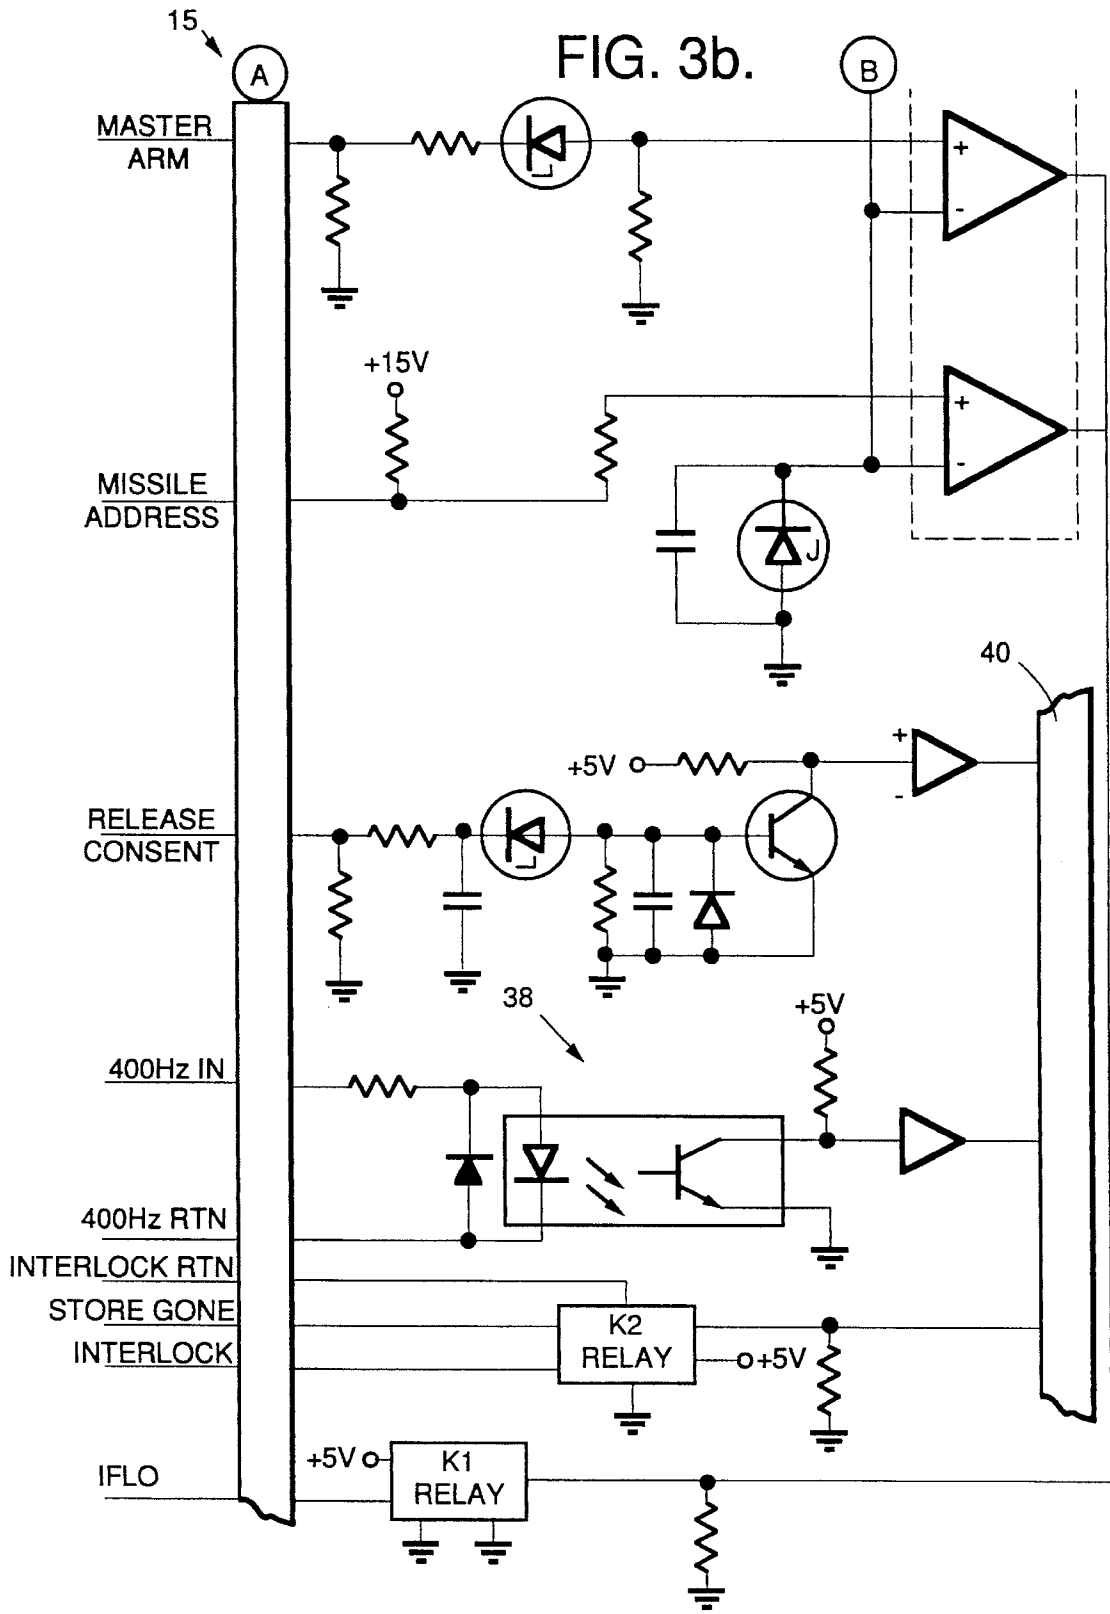 15
A
FIG. 3b.
B
MASTER
ARM
L
+
-
+15V
+
-
MISSILE
ADDRESS
J
40
+
+5V
-
RELEASE
CONSENT
L
38
+5V
400Hz IN
400Hz RTN
INTERLOCK RTN
STORE GONE
K2
RELAY
INTERLOCK
+5V
+5V
K1
RELAY
IFLO